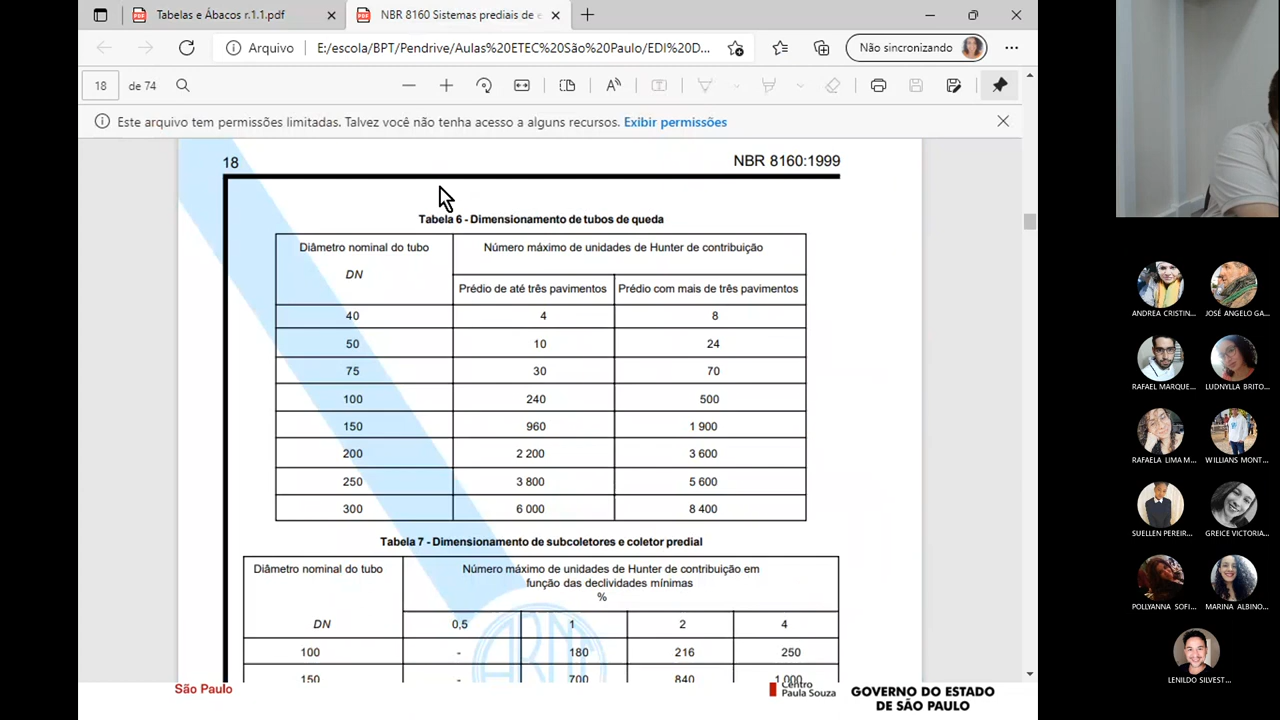 Tabelas e Ábacos r.1.1.pdf
NBR 8160 Sistemas prediais de e
Arquivo
E:/escola/BPT/Pendrive/Aulas%20ETEC%20São%20Paulo/EDI%20D...
Não sincronizando
18 de 74
Este arquivo tem permissões limitadas. Talvez você não tenha acesso a alguns recursos. Exibir permissões
18 NBR 8160:1999
Tabela 6 - Dimensionamento de tubos de queda
Diâmetro nominal do tubo Número máximo de unidades de Hunter de contribuição
DN
Prédio de até três pavimentos Prédio com mais de três pavimentos
40 4 8
50 10 24
75 30 70
100 240 500
150 960 1 900
200 2 200 3 600
250 3 800 5 600
300 6 000 8 400
Tabela 7 - Dimensionamento de subcoletores e coletor predial
Diâmetro nominal do tubo Número máximo de unidades de Hunter de contribuição em
função das declividades mínimas
%
DN 0,5 1 2 4
100 - 180 216 250
150 - 700 840 1 000
São Paulo
Centro
Paula Souza
GOVERNO DO ESTADO
DE SÃO PAULO
ANDREA CRISTIN... JOSÉ ANGELO GA...
RAFAEL MARQUE... LUDNYLLA BRITO...
RAFAELA LIMA M... WILLIANS MONT...
SUELLEN PEREIR... GREICE VICTORIA...
POLLYANNA SOFI... MARINA ALBINO...
LENILDO SILVEST...